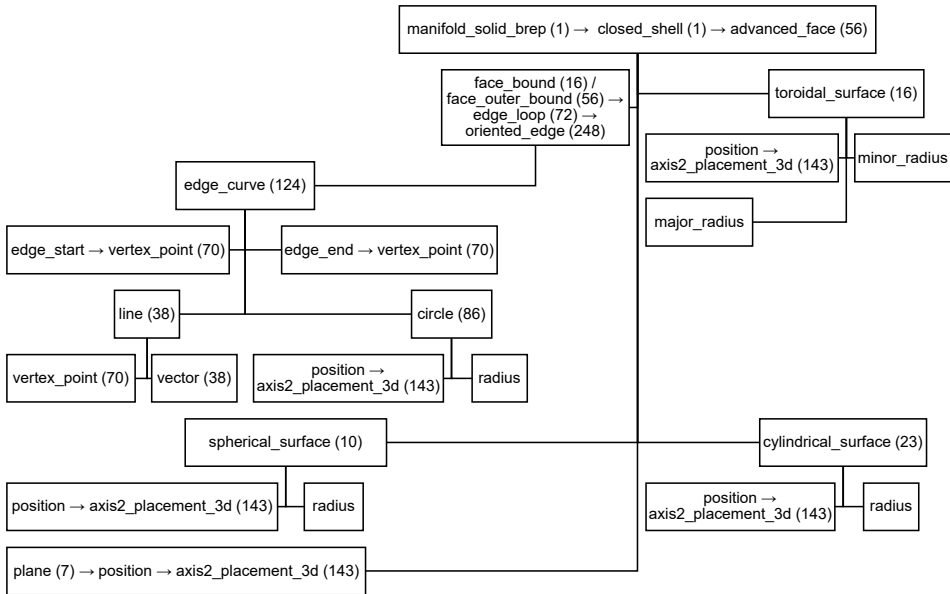 manifold_solid_brep (1) → closed_shell (1) → advanced_face (56)
face_bound (16) /
face_outer_bound (56) →
edge_loop (72) →
oriented_edge (248)
toroidal_surface (16)
position →
axis2_placement_3d (143)
minor_radius
major_radius
edge_curve (124)
edge_start → vertex_point (70)
edge_end → vertex_point (70)
line (38)
circle (86)
vertex_point (70)
vector (38)
position →
axis2_placement_3d (143)
radius
spherical_surface (10)
cylindrical_surface (23)
position → axis2_placement_3d (143)
radius
position →
axis2_placement_3d (143)
radius
plane (7) → position → axis2_placement_3d (143)